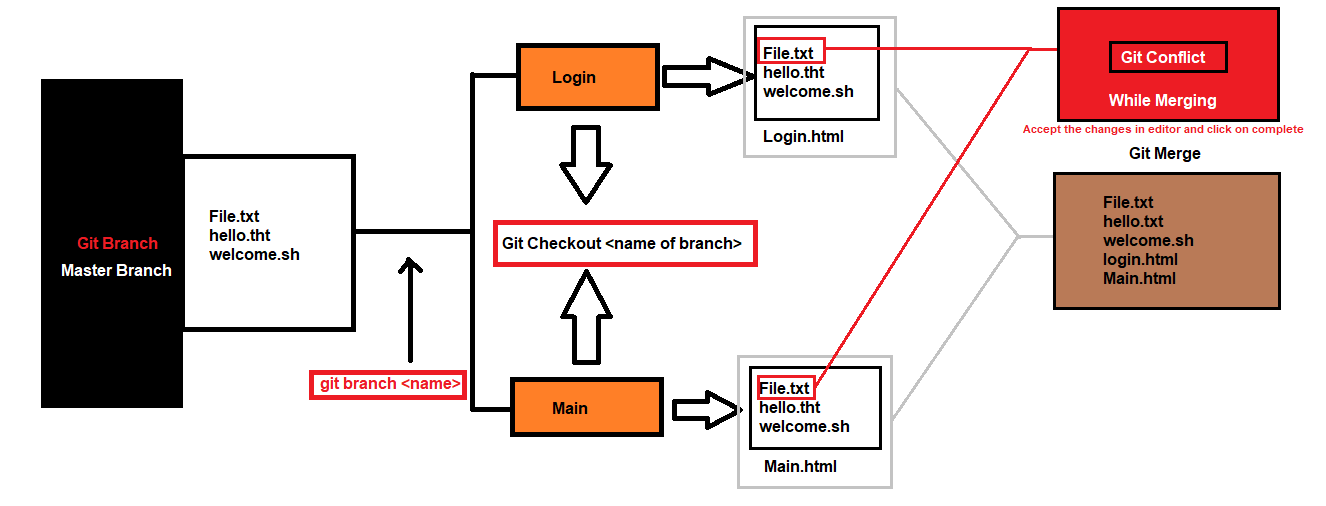 Git Branch
Master Branch
File.txt
hello.tht
welcome.sh
git branch <name>
Login
Git Checkout <name of branch>
Main
File.txt
hello.tht
welcome.sh
Login.html
File.txt
hello.tht
welcome.sh
Main.html
Git Conflict
While Merging
Accept the changes in editor and click on complete
Git Merge
File.txt
hello.txt
welcome.sh
login.html
Main.html